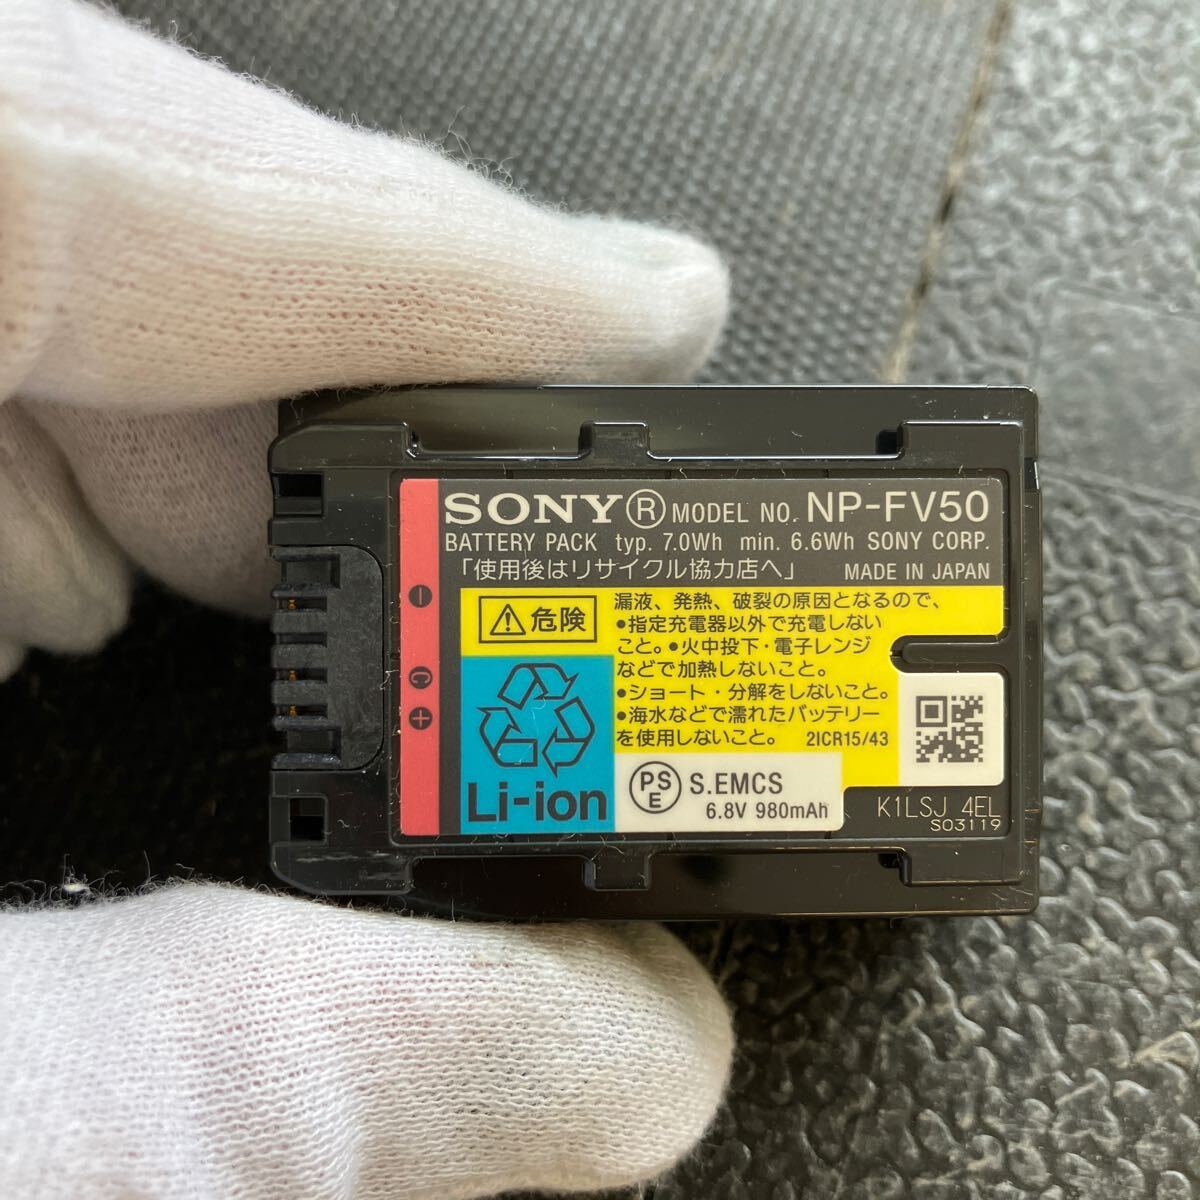 SONY® MODEL NO. NP-FV50
BATTERY PACK typ. 7.0Wh min. 6.6Wh SONY CORP.
「使用後はリサイクル協力店へ」 MADE IN JAPAN
危険
漏液、発熱、破裂の原因となるので、
•指定充電器以外で充電しない
こと。•火中投下・電子レンジ
などで加熱しないこと。
•ショート・分解をしないこと。
•海水などで濡れたバッテリー
を使用しないこと。 2ICR15/43
-
C
+
Li-ion
PSE S.EMCS
6.8V 980mAh
K1LSJ 4EL
S03119